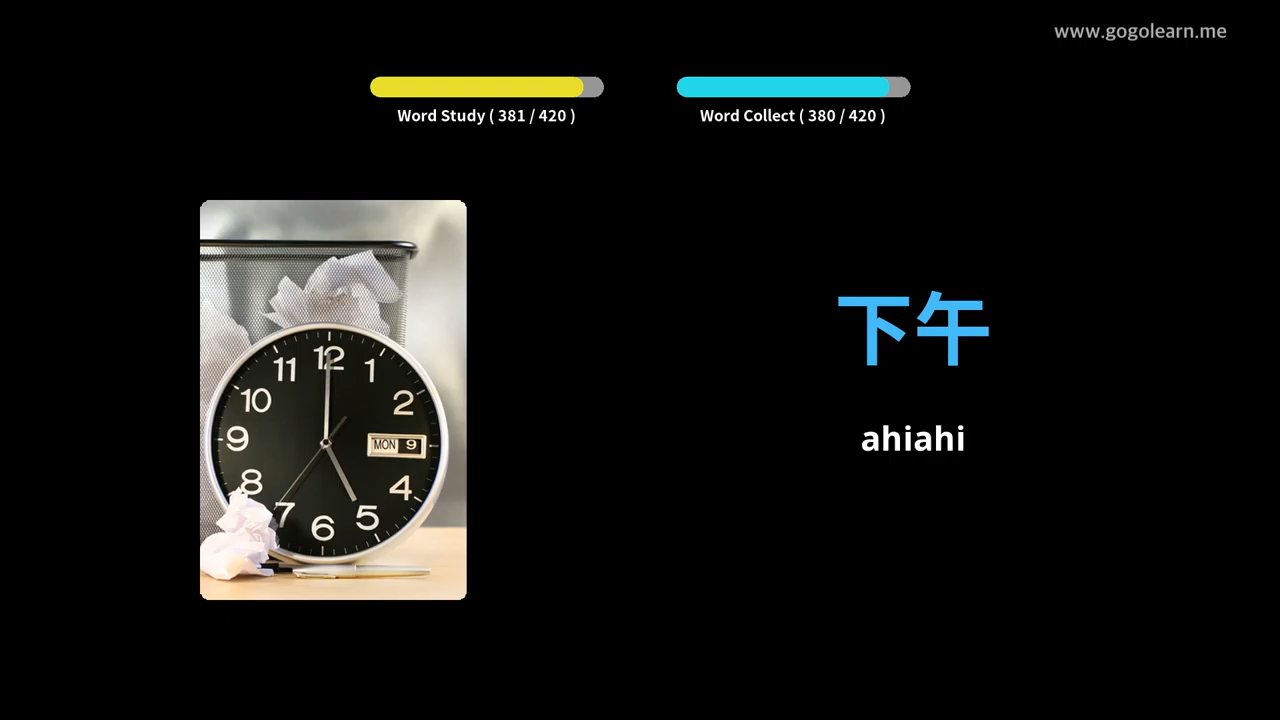 www.gogolearn.me
Word Study ( 381 / 420 )
Word Collect ( 380 / 420 )
12
11
1
10
2
9
MON 9
8
4
7
5
6
下午
ahiahi